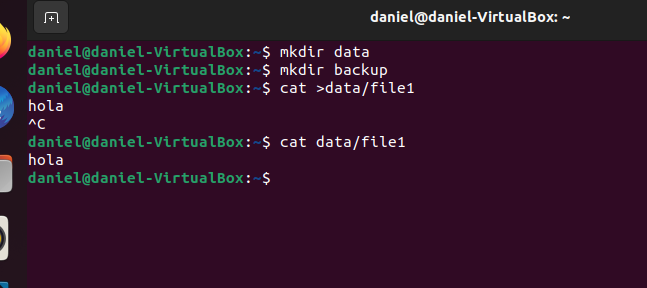 daniel@daniel-VirtualBox: ~
daniel@daniel-VirtualBox:~$ mkdir data
daniel@daniel-VirtualBox:~$ mkdir backup
daniel@daniel-VirtualBox:~$ cat >data/file1
hola
^C
daniel@daniel-VirtualBox:~$ cat data/file1
hola
daniel@daniel-VirtualBox:~$